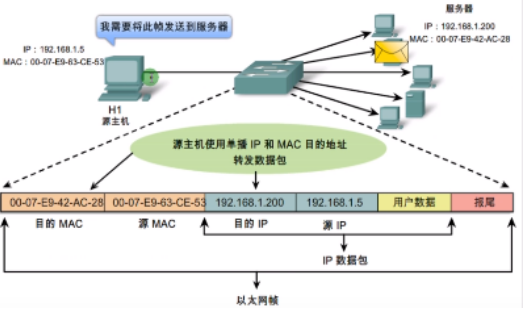 服务器
我需要将此帧发送到服务器
IP：192.168.1.200
MAC：00-07-E9-42-AC-28
IP：192.168.1.5
MAC：00-07-E9-63-CE-53
H1
源主机
源主机使用单播 IP 和 MAC 目的地址
转发数据包
00-07-E9-42-AC-28 00-07-E9-63-CE-53 192.168.1.200 192.168.1.5 用户数据 报尾
目的 MAC 源 MAC 目的 IP 源 IP
IP 数据包
以太网帧